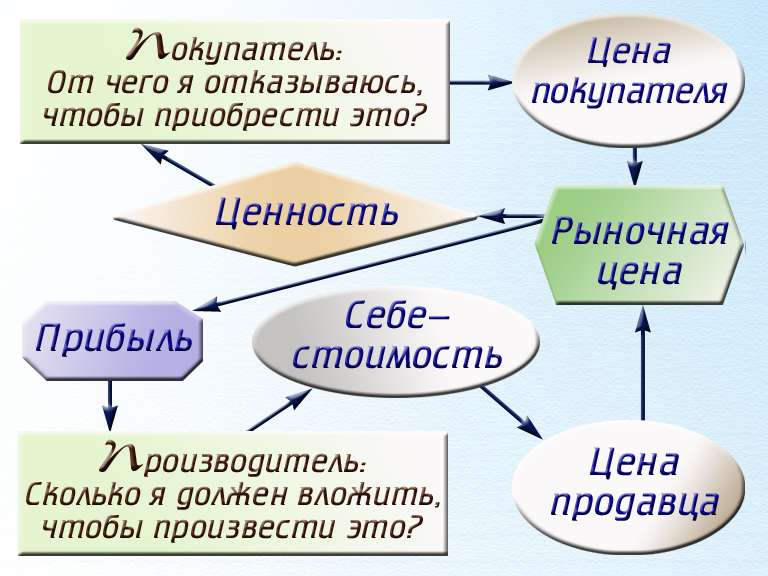 Покупатель:
От чего я отказываюсь,
чтобы приобрести это?
Цена
покупателя
Ценность
Рыночная
цена
Прибыль
Себе–
стоимость
Производитель:
Сколько я должен вложить,
чтобы произвести это?
Цена
продавца